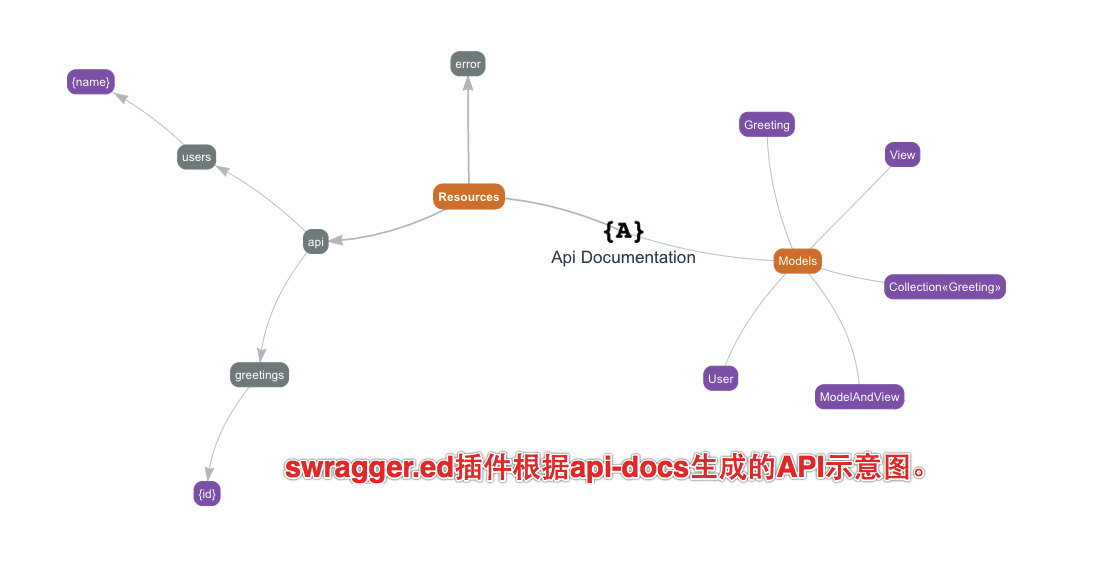 error
{name}
Greeting
View
users
Resources
{A}
api
Api Documentation
Models
Collection«Greeting»
greetings
User
ModelAndView
swragger.ed插件根据api-docs生成的API示意图。
{id}